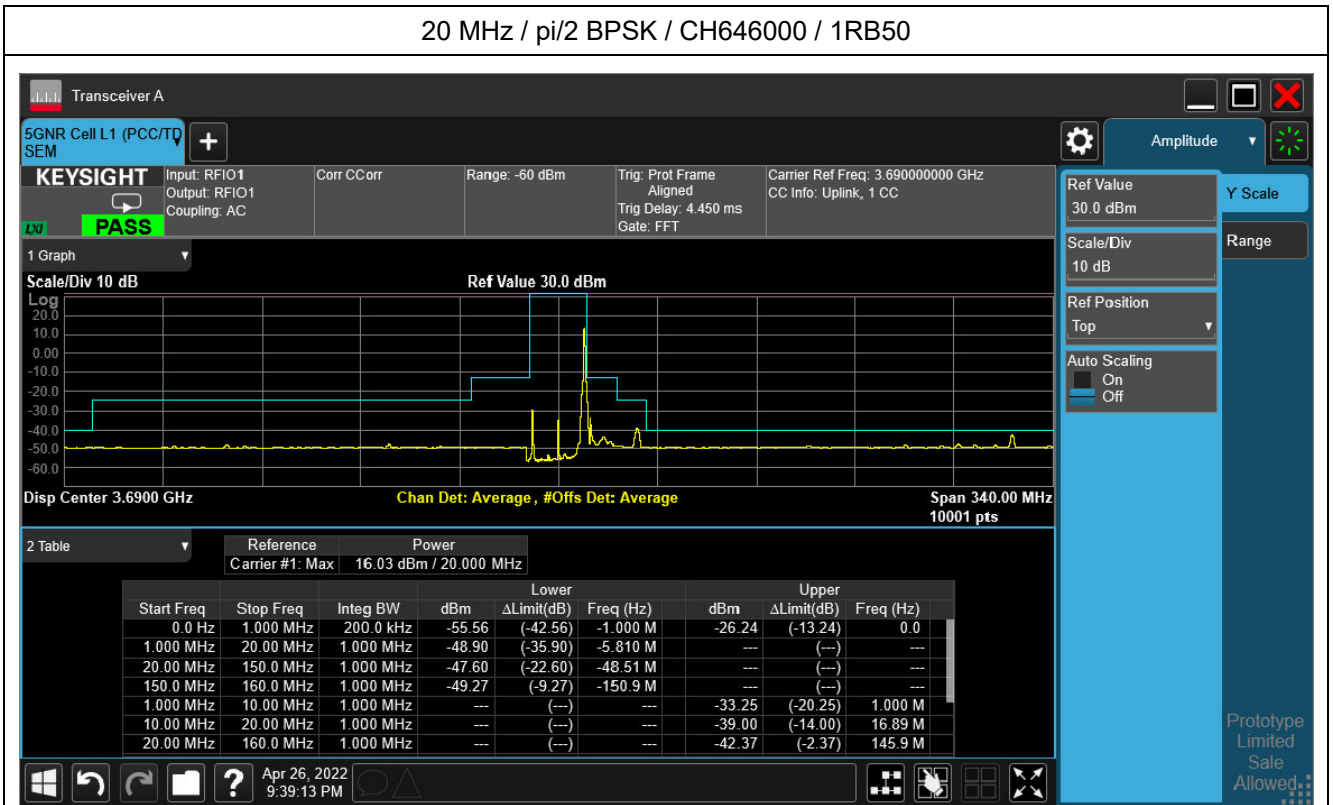 20 MHz / pi/2 BPSK / CH646000 / 1RB50
Transceiver A
5GNR Cell L1 (PCC/TD
SEM
+
Amplitude
KEYSIGHT
LXI
PASS
Input: RFIO1
Output: RFIO1
Coupling: AC
Corr CCorr
Range: -60 dBm
Trig: Prot Frame
Aligned
Trig Delay: 4.450 ms
Gate: FFT
Carrier Ref Freq: 3.690000000 GHz
CC Info: Uplink, 1 CC
Ref Value
30.0 dBm
Y Scale
Scale/Div
10 dB
Range
Ref Position
Top
Auto Scaling
On
Off
1 Graph
Scale/Div 10 dB
Ref Value 30.0 dBm
Log
20.0
10.0
0.00
-10.0
-20.0
-30.0
-40.0
-50.0
-60.0
Disp Center 3.6900 GHz
Chan Det: Average , #Offs Det: Average
Span 340.00 MHz
10001 pts
2 Table
Reference Power
Carrier #1: Max 16.03 dBm / 20.000 MHz
Lower Upper
Start Freq Stop Freq Integ BW dBm ΔLimit(dB) Freq (Hz) dBm ΔLimit(dB) Freq (Hz)
0.0 Hz 1.000 MHz 200.0 kHz -55.56 (-42.56) -1.000 M -26.24 (-13.24) 0.0
1.000 MHz 20.00 MHz 1.000 MHz -48.90 (-35.90) -5.810 M --- (---) ---
20.00 MHz 150.0 MHz 1.000 MHz -47.60 (-22.60) -48.51 M --- (---) ---
150.0 MHz 160.0 MHz 1.000 MHz -49.27 (-9.27) -150.9 M --- (---) ---
1.000 MHz 10.00 MHz 1.000 MHz --- (---) --- -33.25 (-20.25) 1.000 M
10.00 MHz 20.00 MHz 1.000 MHz --- (---) --- -39.00 (-14.00) 16.89 M
20.00 MHz 160.0 MHz 1.000 MHz --- (---) --- -42.37 (-2.37) 145.9 M
Prototype
Limited
Sale
Allowed
?
Apr 26, 2022
9:39:13 PM